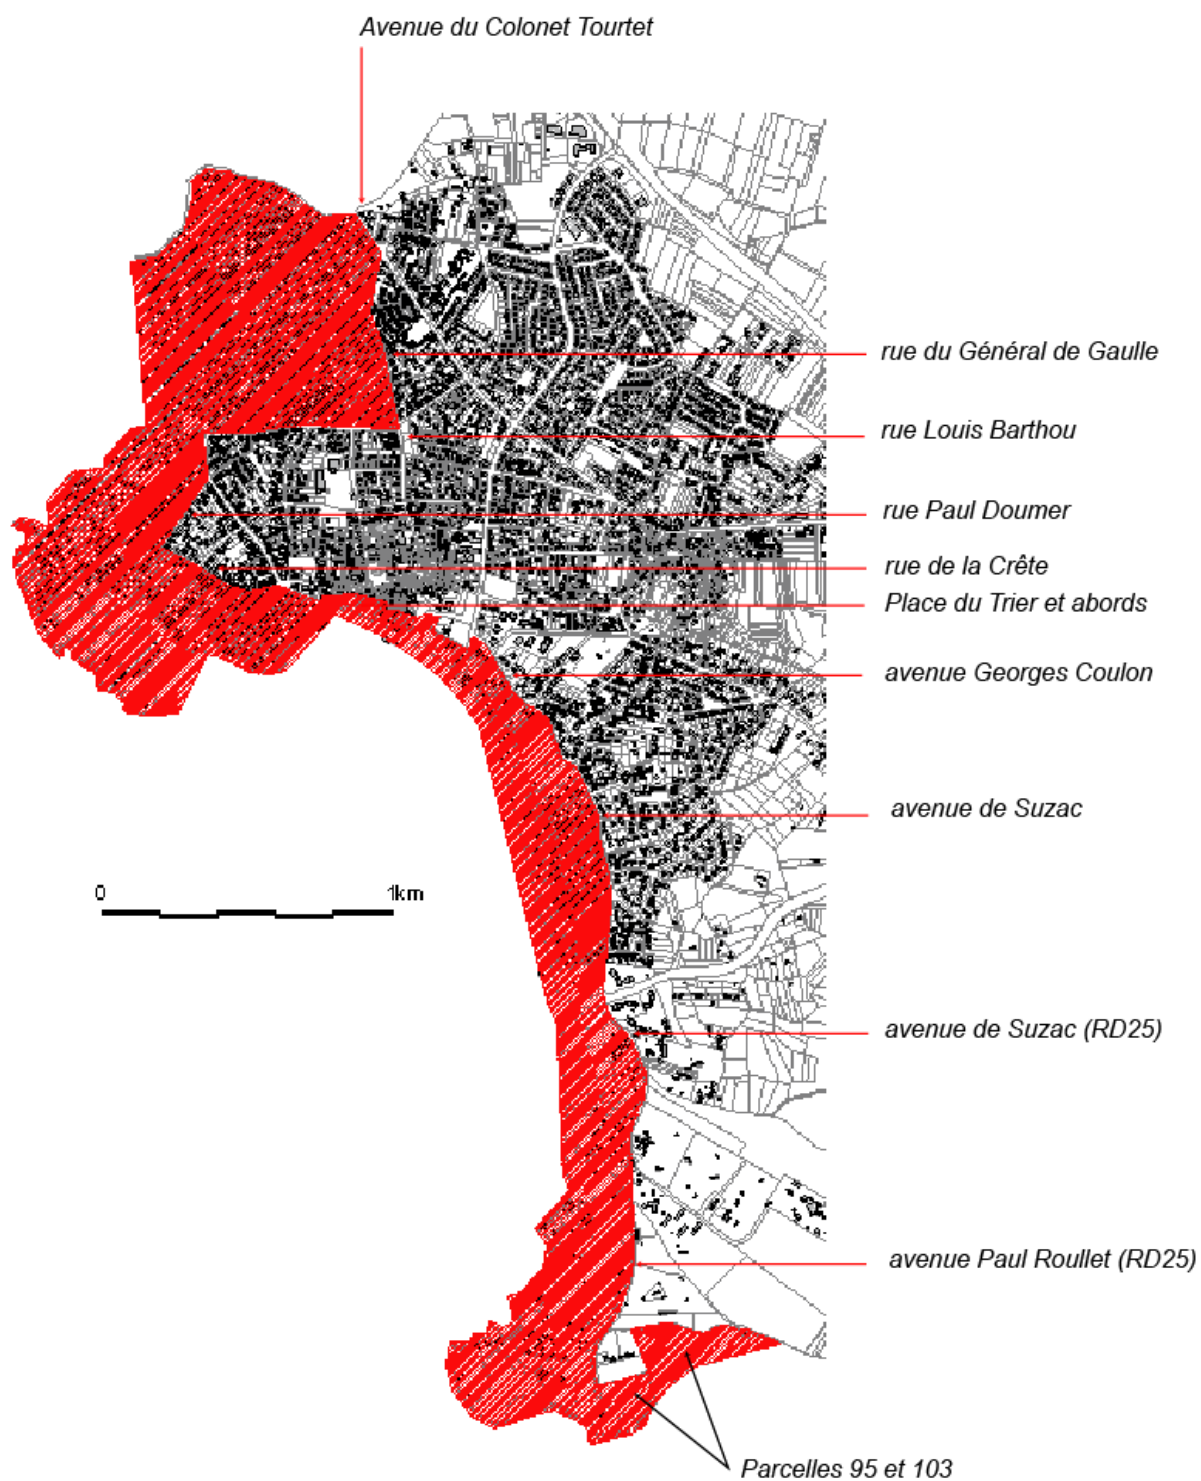 Avenue du Colonet Tourtet
rue du Général de Gaulle
rue Louis Barthou
rue Paul Doumer
rue de la Crête
Place du Trier et abords
avenue Georges Coulon
avenue de Suzac
0 1km
avenue de Suzac (RD25)
avenue Paul Roullet (RD25)
Parcelles 95 et 103